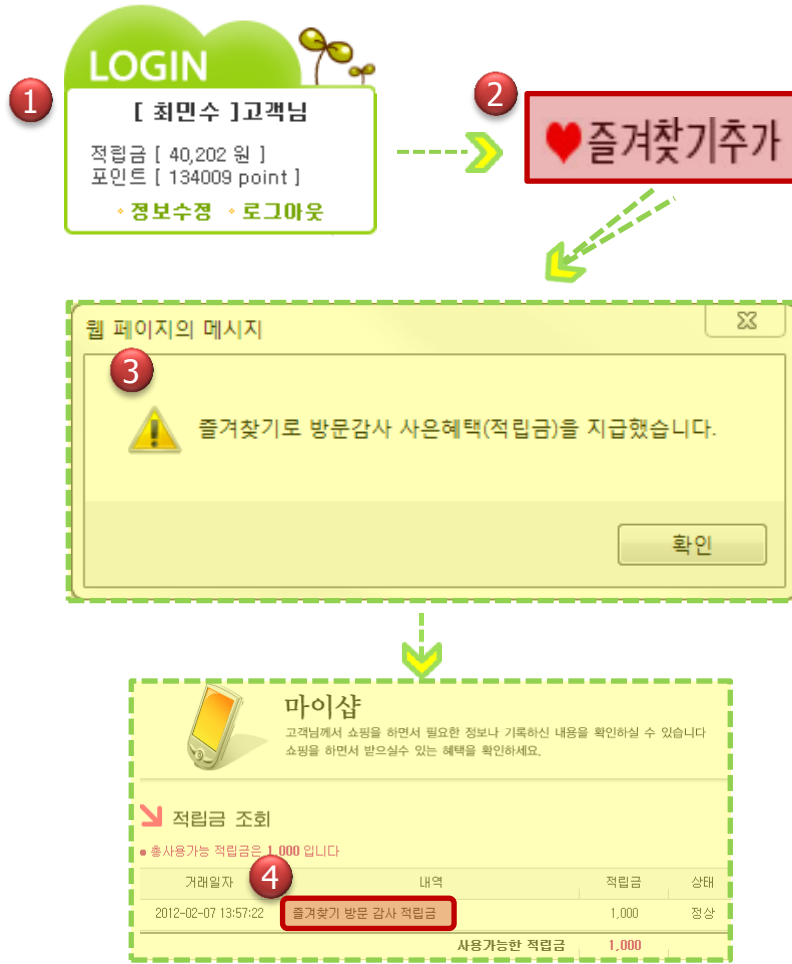 LOGIN
1
[ 최민수 ]고객님
적립금 [ 40,202 원 ]
포인트 [ 134009 point ]
정보수정 로그아웃
2
♥즐겨찾기추가
웹 페이지의 메시지
3
즐겨찾기로 방문감사 사은혜택(적립금)을 지급했습니다.
확인
마이샵
고객님께서 쇼핑을 하면서 필요한 정보나 기록하신 내용을 확인하실 수 있습니다
쇼핑을 하면서 받으실수 있는 혜택을 확인하세요.
적립금 조회
● 총사용가능 적립금은 1,000 입니다
4
거래일자 내역 적립금 상태
2012-02-07 13:57:22 즐겨찾기 방문 감사 적립금 1,000 정상
사용가능한 적립금 1,000